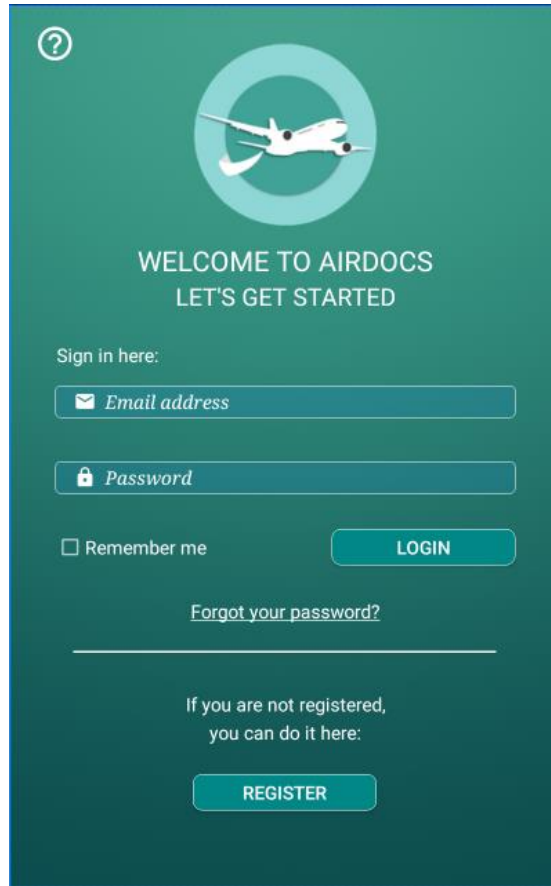 WELCOME TO AIRDOCS
LET'S GET STARTED
Sign in here:
Email address
Password
Remember me
LOGIN
Forgot your password?
If you are not registered,
you can do it here:
REGISTER